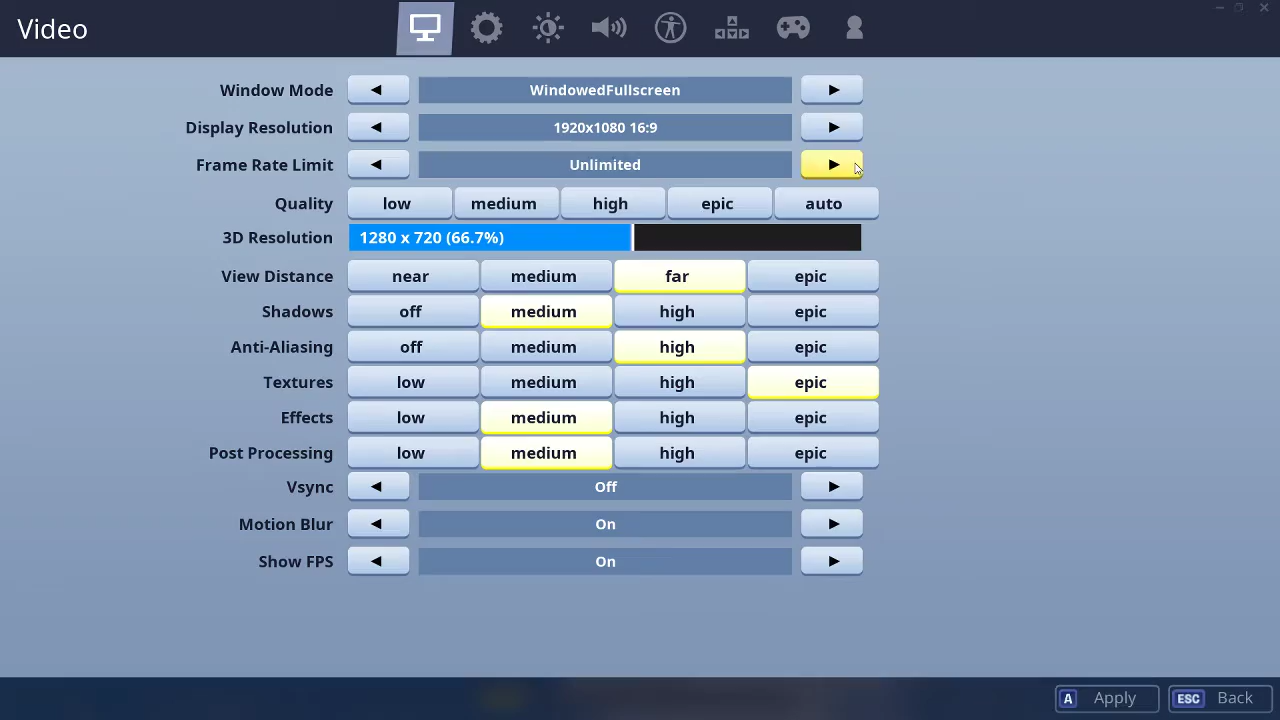 Video
Window Mode ◄ WindowedFullscreen ►
Display Resolution ◄ 1920x1080 16:9 ►
Frame Rate Limit ◄ Unlimited ►
Quality low medium high epic auto
3D Resolution 1280 x 720 (66.7%)
View Distance near medium far epic
Shadows off medium high epic
Anti-Aliasing off medium high epic
Textures low medium high epic
Effects low medium high epic
Post Processing low medium high epic
Vsync ◄ Off ►
Motion Blur ◄ On ►
Show FPS ◄ On ►
A Apply ESC Back